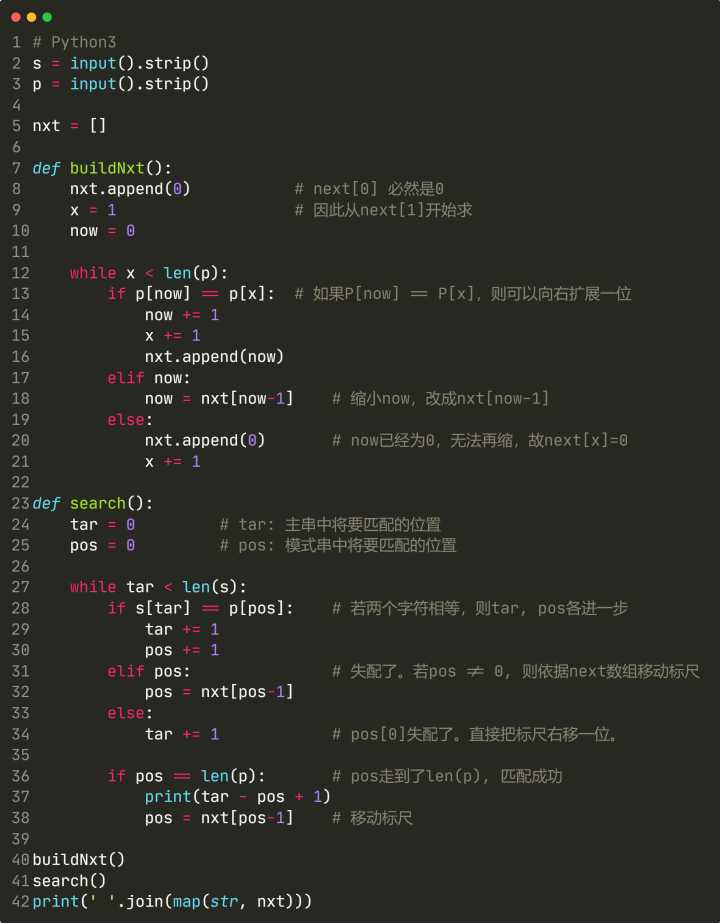 1 # Python3
2 s = input().strip()
3 p = input().strip()
4
5 nxt = []
6
7 def buildNxt():
8     nxt.append(0)           # next[0] 必然是0
9     x = 1                   # 因此从next[1]开始求
10     now = 0
11
12     while x < len(p):
13         if p[now] == p[x]:  # 如果P[now] == P[x]，则可以向右扩展一位
14             now += 1
15             x += 1
16             nxt.append(now)
17         elif now:
18             now = nxt[now-1]    # 缩小now，改成nxt[now-1]
19         else:
20             nxt.append(0)       # now已经为0，无法再缩，故next[x]=0
21             x += 1
22
23 def search():
24     tar = 0         # tar: 主串中将要匹配的位置
25     pos = 0         # pos: 模式串中将要匹配的位置
26
27     while tar < len(s):
28         if s[tar] == p[pos]:    # 若两个字符相等，则tar, pos各进一步
29             tar += 1
30             pos += 1
31         elif pos:               # 失配了。若pos != 0, 则依据next数组移动标尺
32             pos = nxt[pos-1]
33         else:
34             tar += 1            # pos[0]失配了。直接把标尺右移一位。
35
36         if pos == len(p):       # pos走到了len(p), 匹配成功
37             print(tar - pos + 1)
38             pos = nxt[pos-1]    # 移动标尺
39
40 buildNxt()
41 search()
42 print(' '.join(map(str, nxt)))